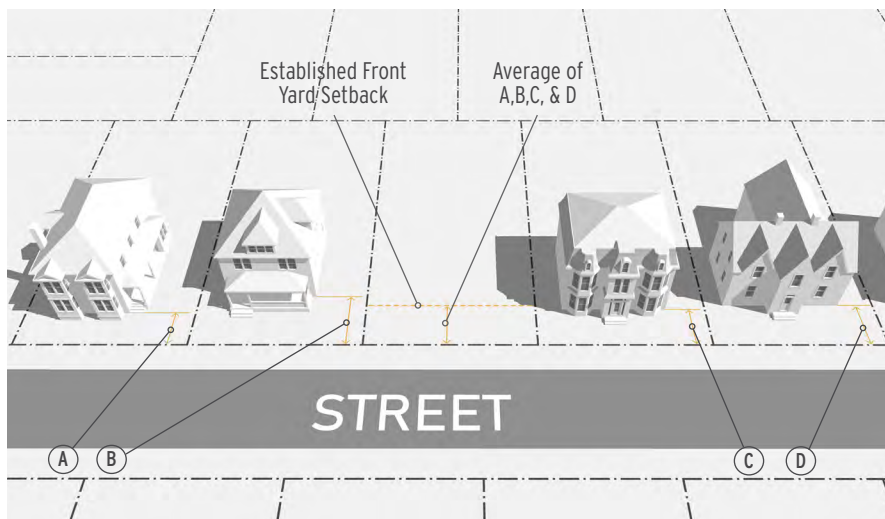 Established Front
Yard Setback
Average of
A,B,C, & D
STREET
A
B
C
D